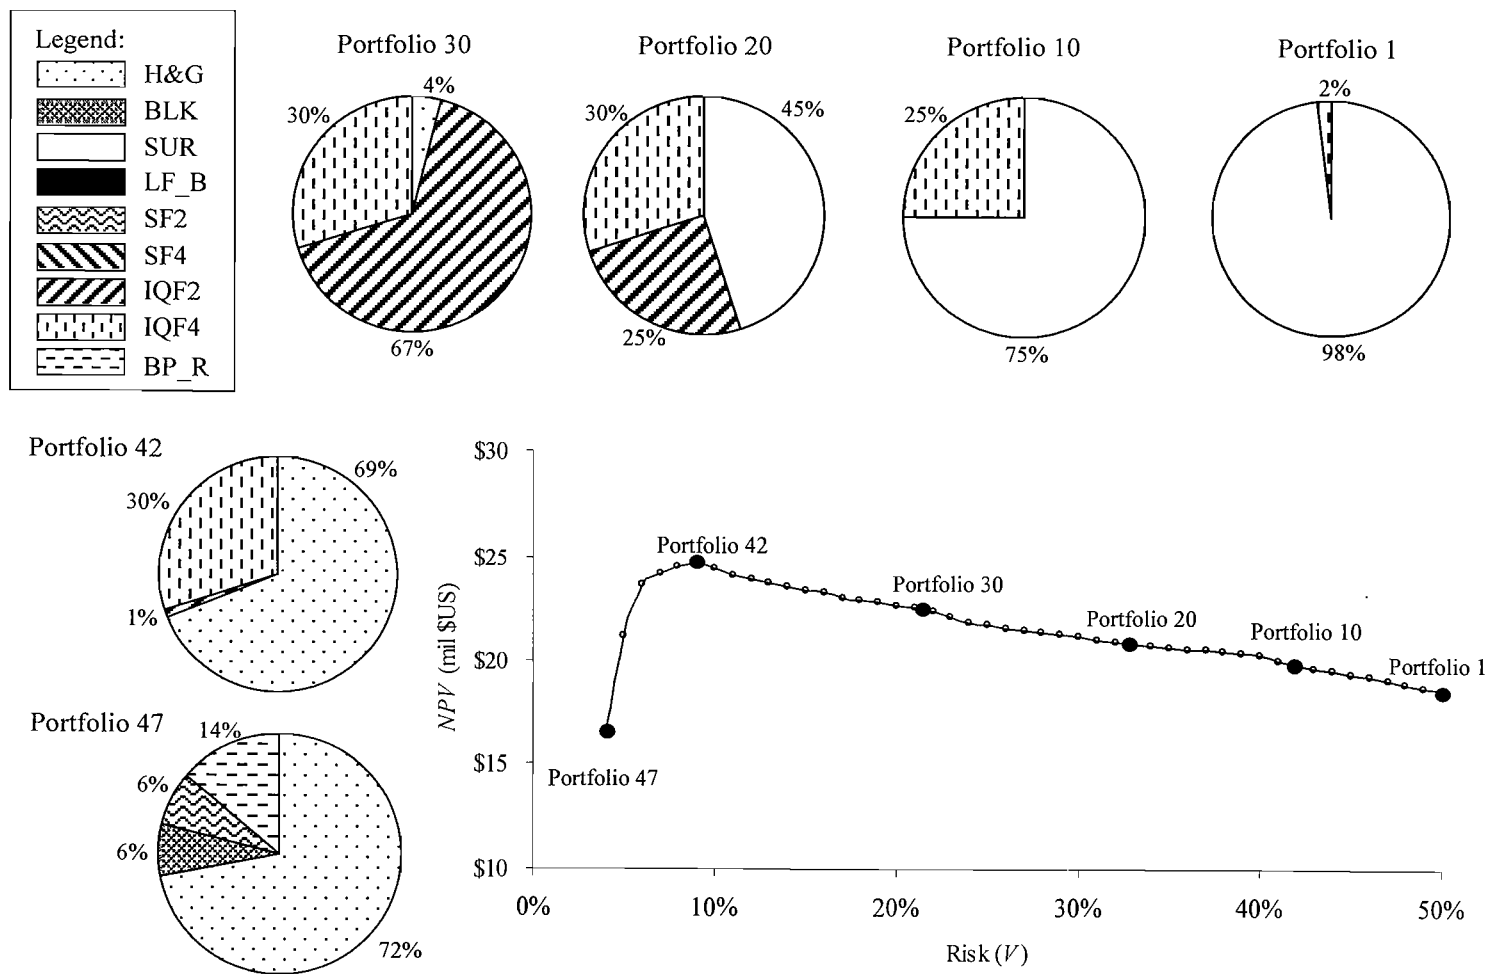 Legend:
H&G
BLK
SUR
LF_B
SF2
SF4
IQF2
IQF4
BP_R
Portfolio 30
4%
30%
67%
Portfolio 20
30%
45%
25%
Portfolio 10
25%
75%
Portfolio 1
2%
98%
Portfolio 42
69%
30%
1%
Portfolio 47
14%
6%
6%
72%
$30
$25
$20
$15
$10
NPV (mil $US)
Portfolio 42
Portfolio 30
Portfolio 20
Portfolio 10
Portfolio 1
Portfolio 47
0%
10%
20%
30%
40%
50%
Risk (V)